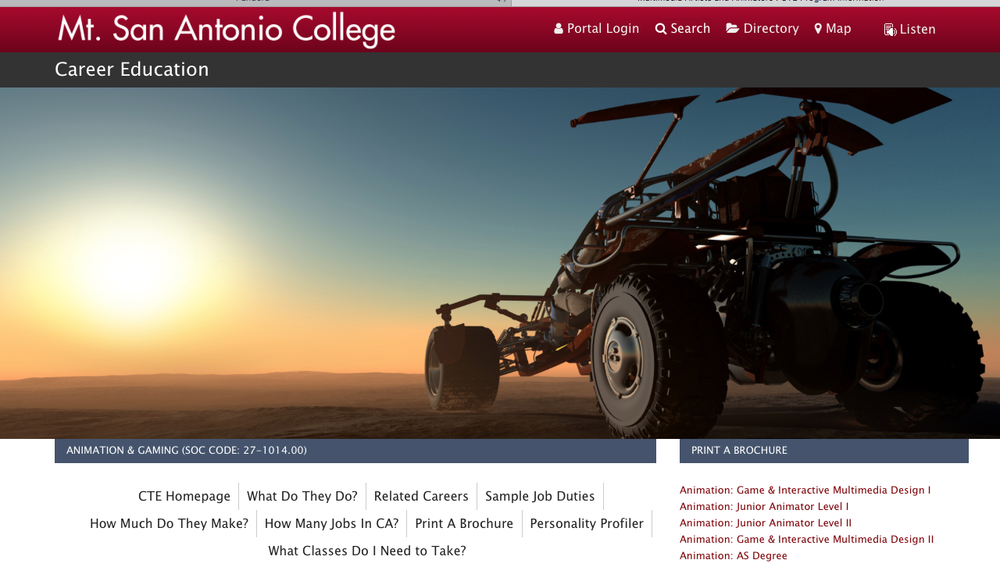 Mt. San Antonio College
Portal Login Search Directory Map Listen
Career Education
ANIMATION & GAMING (SOC CODE: 27-1014.00)
CTE Homepage What Do They Do? Related Careers Sample Job Duties
How Much Do They Make? How Many Jobs In CA? Print A Brochure Personality Profiler
What Classes Do I Need to Take?
PRINT A BROCHURE
Animation: Game & Interactive Multimedia Design I
Animation: Junior Animator Level I
Animation: Junior Animator Level II
Animation: Game & Interactive Multimedia Design II
Animation: AS Degree